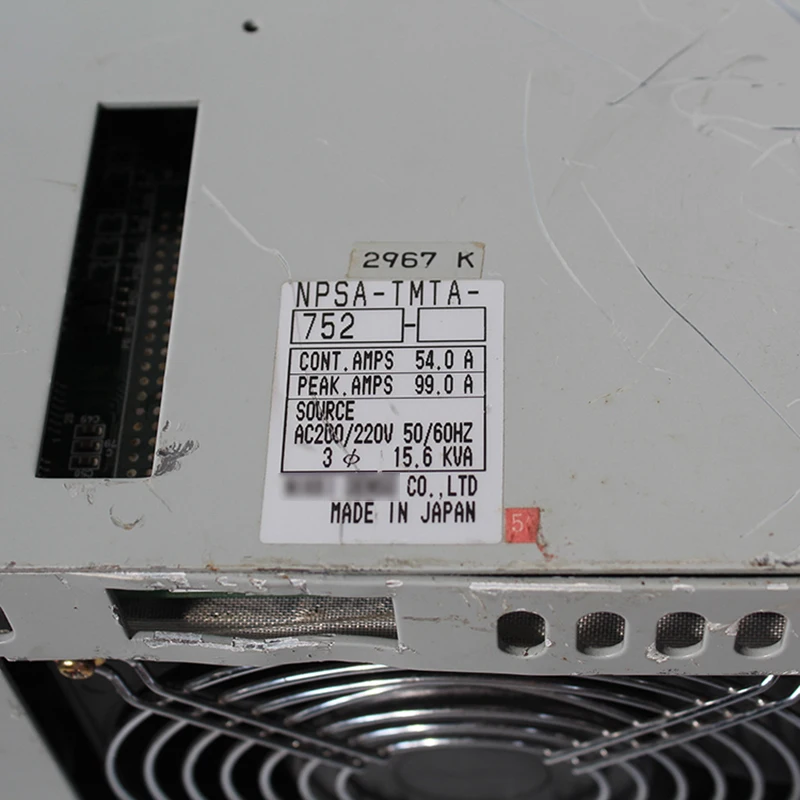 2967 K
NPSA-TMTA-
752 -
CONT.AMPS 54.0 A
PEAK.AMPS 99.0 A
SOURCE
AC200/220V 50/60HZ
3 ϕ 15.6 KVA
CO.,LTD
MADE IN JAPAN